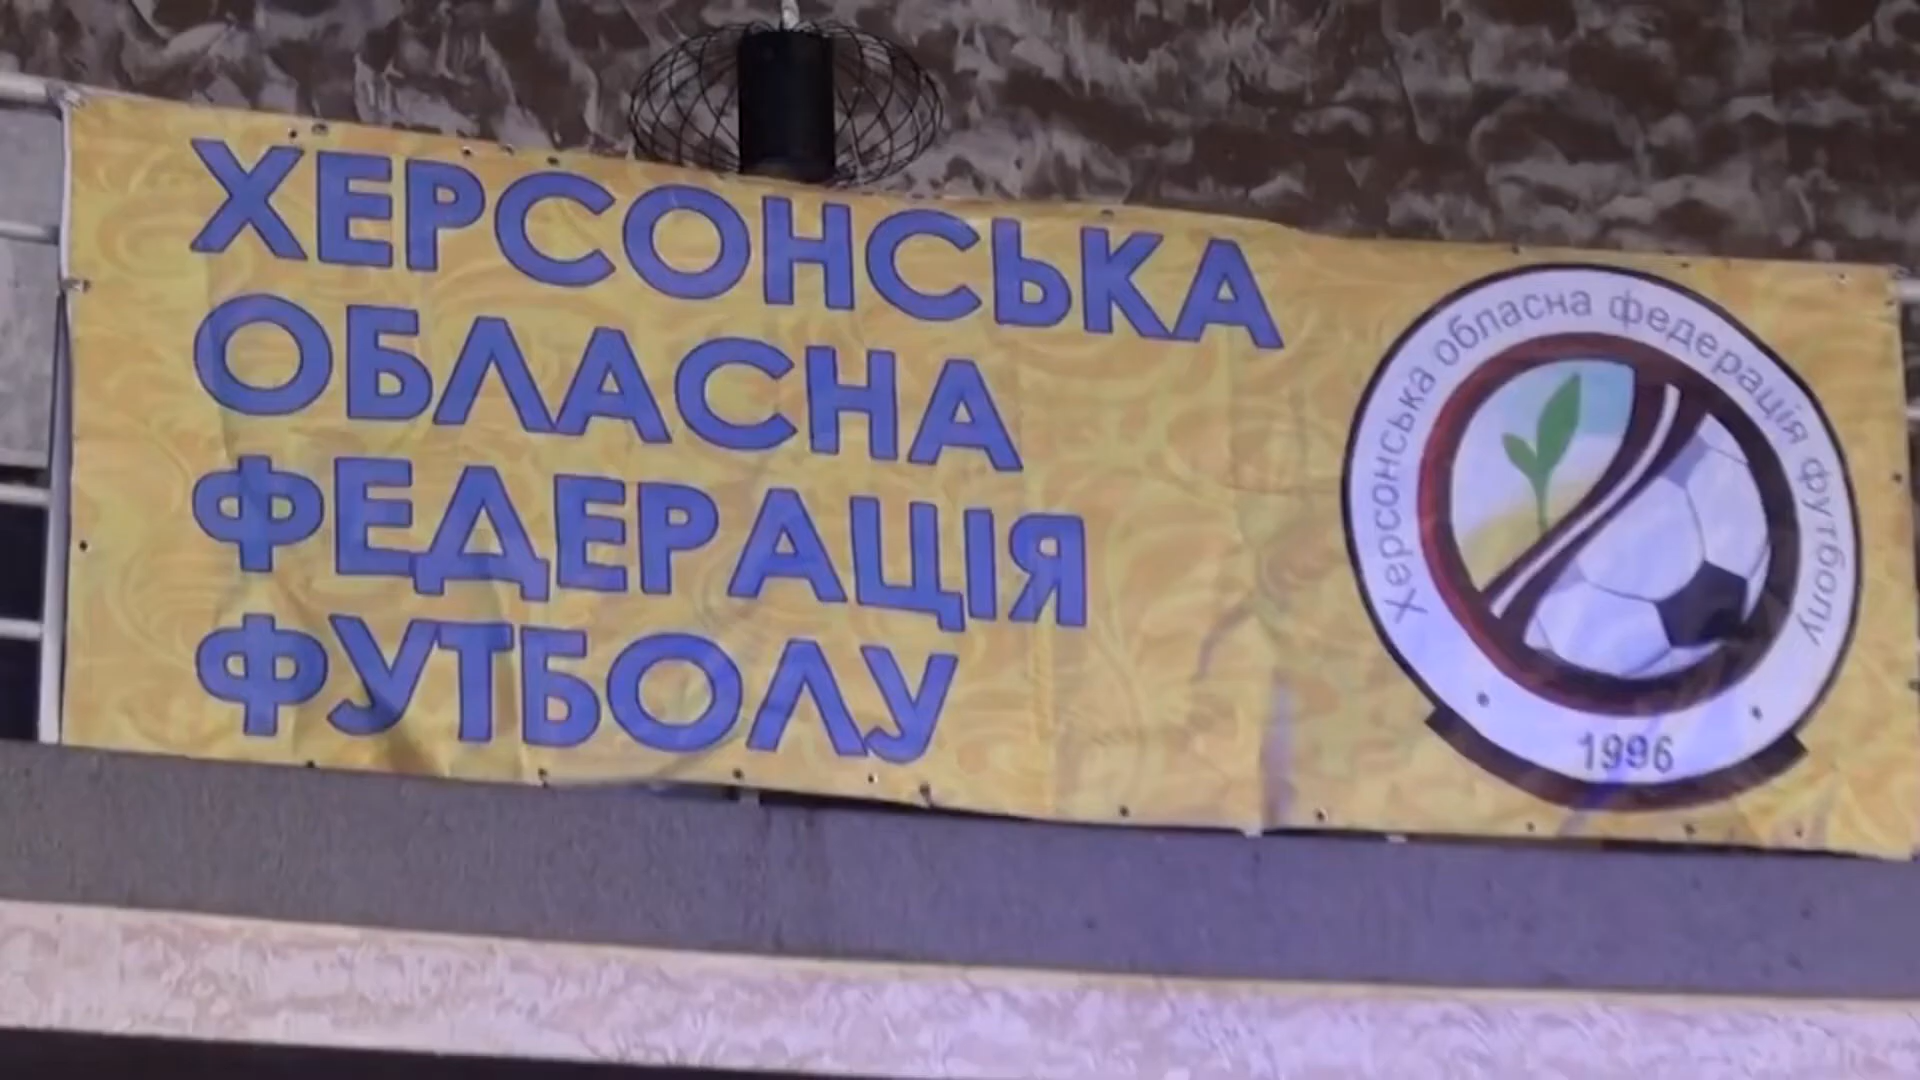 ХЕРСОНСЬКА
ОБЛАСНА
ФЕДЕРАЦІЯ
ФУТБОЛУ
Херсонська обласна федерація футболу
1996